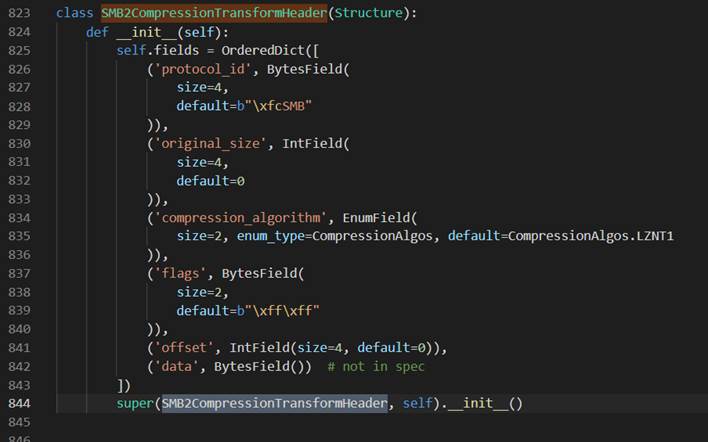 823 class SMB2CompressionTransformHeader(Structure):
824     def __init__(self):
825         self.fields = OrderedDict([
826             ('protocol_id', BytesField(
827                 size=4,
828                 default=b"\xfcSMB"
829             )),
830             ('original_size', IntField(
831                 size=4,
832                 default=0
833             )),
834             ('compression_algorithm', EnumField(
835                 size=2, enum_type=CompressionAlgos, default=CompressionAlgos.LZNT1
836             )),
837             ('flags', BytesField(
838                 size=2,
839                 default=b"\xff\xff"
840             )),
841             ('offset', IntField(size=4, default=0)),
842             ('data', BytesField())  # not in spec
843         ])
844         super(SMB2CompressionTransformHeader, self).__init__()
845
846